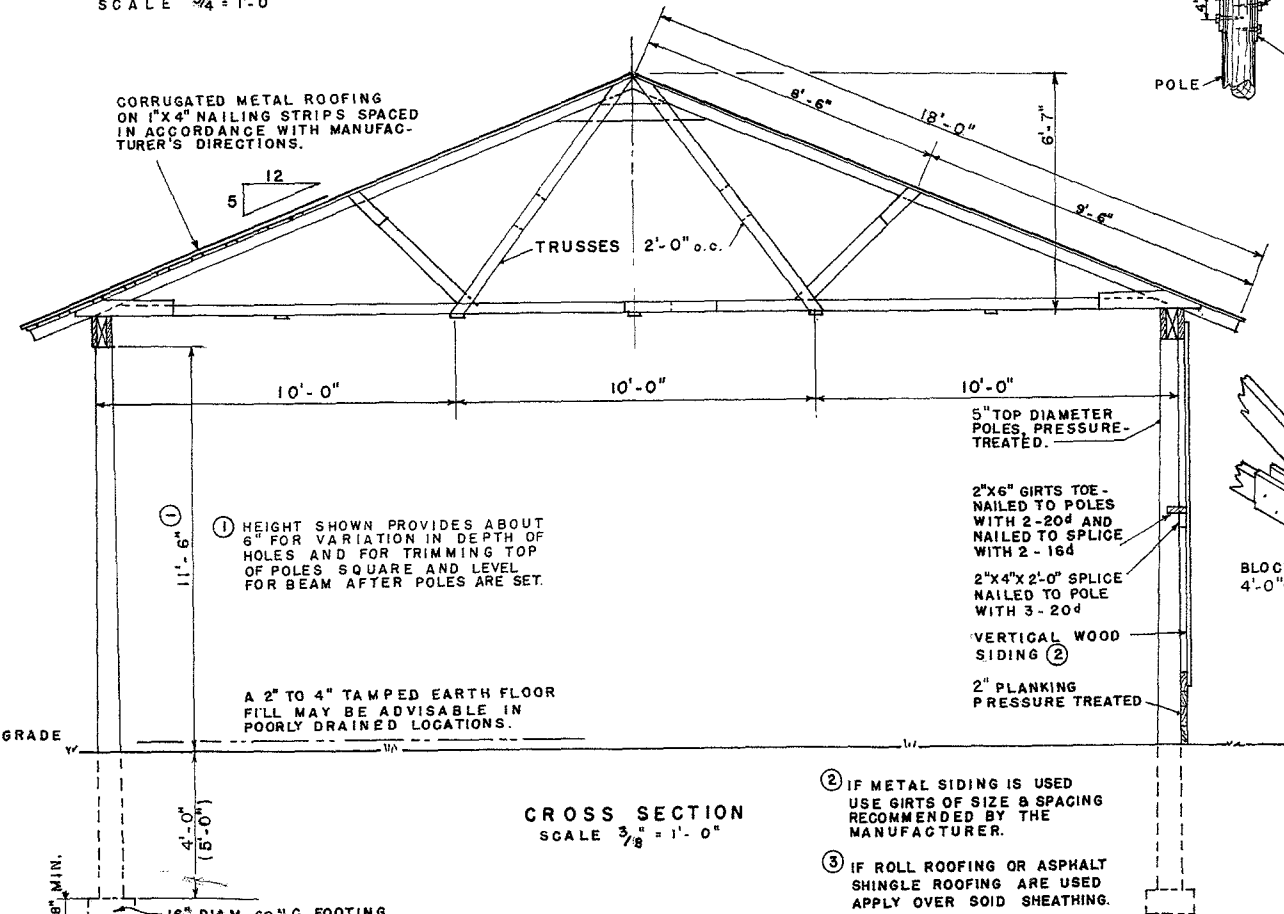 SCALE 3/4" = 1'-0"
POLE
CORRUGATED METAL ROOFING
ON 1"X4" NAILING STRIPS SPACED
IN ACCORDANCE WITH MANUFAC-
TURER'S DIRECTIONS.
12
5
8'-6"
18'-0"
6'-7"
9'-6"
TRUSSES 2'-0" o.c.
10'-0"
10'-0"
10'-0"
5" TOP DIAMETER
POLES, PRESSURE-
TREATED.
11'-6" ①
① HEIGHT SHOWN PROVIDES ABOUT
6" FOR VARIATION IN DEPTH OF
HOLES AND FOR TRIMMING TOP
OF POLES SQUARE AND LEVEL
FOR BEAM AFTER POLES ARE SET.
2"X6" GIRTS TOE-
NAILED TO POLES
WITH 2-20d AND
NAILED TO SPLICE
WITH 2-16d
2"X4"X2'-0" SPLICE
NAILED TO POLE
WITH 3-20d
VERTICAL WOOD
SIDING ②
2" PLANKING
PRESSURE TREATED
4'-0"
A 2" TO 4" TAMPED EARTH FLOOR
FILL MAY BE ADVISABLE IN
POORLY DRAINED LOCATIONS.
GRADE
4'-0"
(5'-0")
CROSS SECTION
SCALE 3/8" = 1'-0"
② IF METAL SIDING IS USED
USE GIRTS OF SIZE & SPACING
RECOMMENDED BY THE
MANUFACTURER.
③ IF ROLL ROOFING OR ASPHALT
SHINGLE ROOFING ARE USED
APPLY OVER SOID SHEATHING.
8" MIN.
16" DIAM. CONC. FOOTING